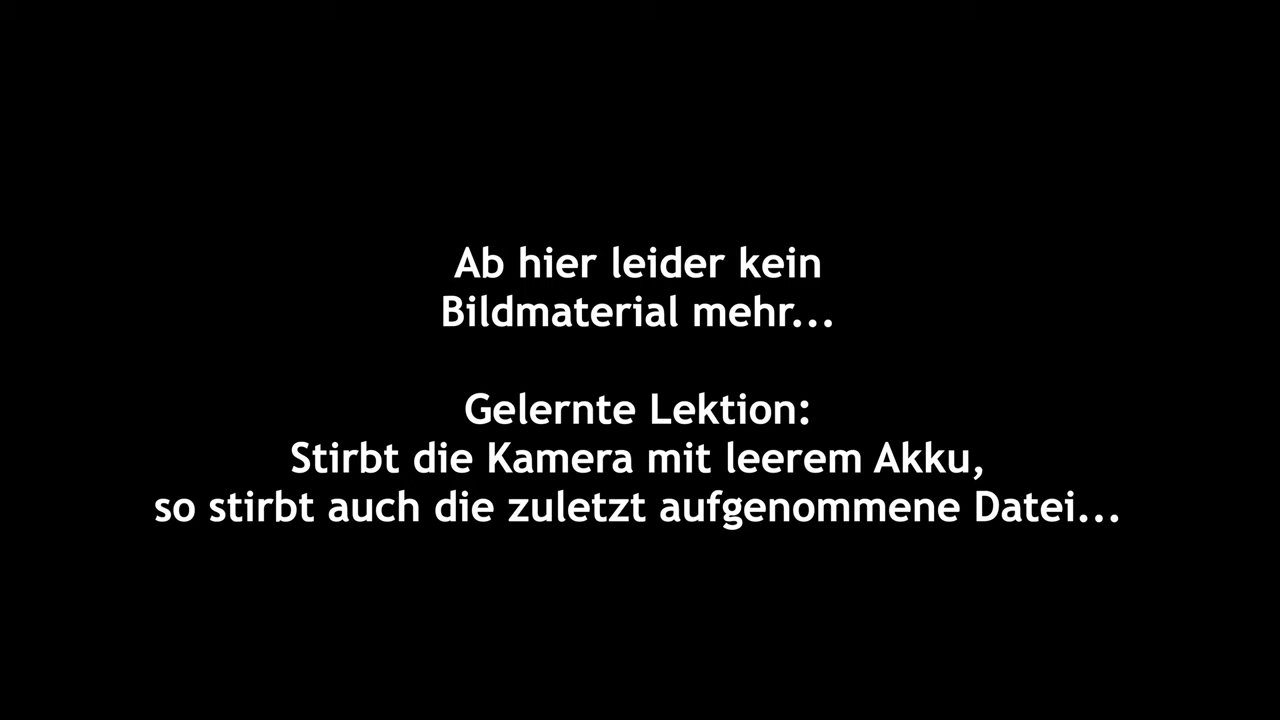 Ab hier leider kein
Bildmaterial mehr...
Gelernte Lektion:
Stirbt die Kamera mit leerem Akku,
so stirbt auch die zuletzt aufgenommene Datei...